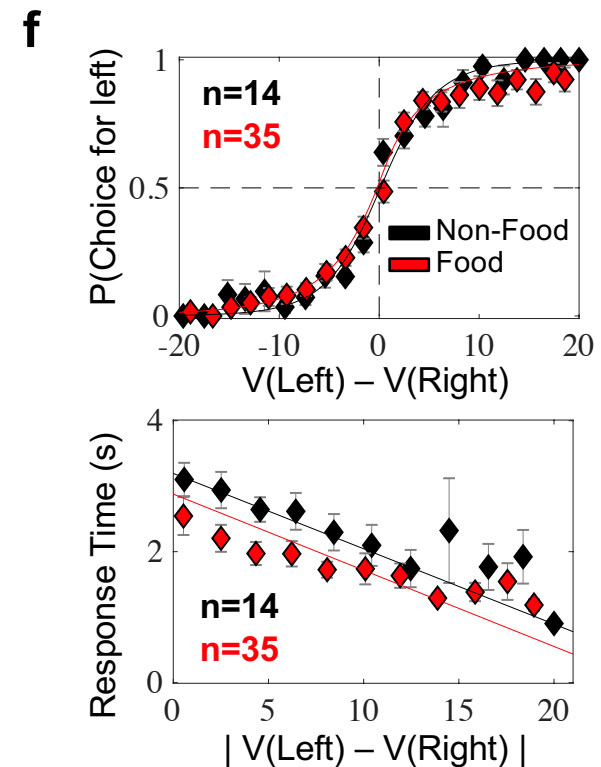 f
P(Choice for left)
1
0.5
0
n=14
n=35
Non-Food
Food
-20 -10 0 10 20
V(Left) – V(Right)
Response Time (s)
4
2
0
n=14
n=35
0 5 10 15 20
| V(Left) – V(Right) |